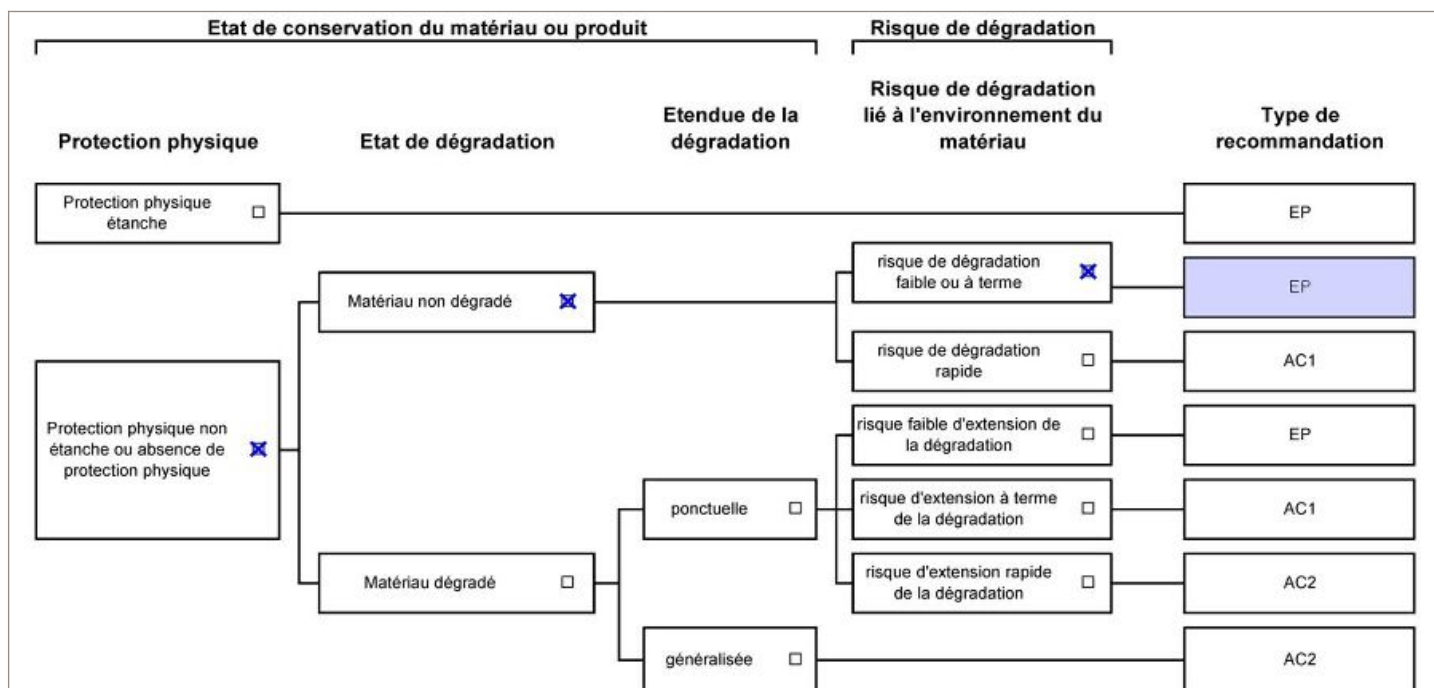 Etat de conservation du matériau ou produit
Risque de dégradation
Protection physique
Etat de dégradation
Etendue de la
dégradation
Risque de dégradation
lié à l'environnement du
matériau
Type de
recommandation
Protection physique
étanche
EP
Matériau non dégradé
risque de dégradation
faible ou à terme
EP
risque de dégradation
rapide
AC1
Protection physique non
étanche ou absence de
protection physique
risque faible d'extension de
la dégradation
EP
ponctuelle
risque d'extension à terme
de la dégradation
AC1
Matériau dégradé
risque d'extension rapide
de la dégradation
AC2
généralisée
AC2